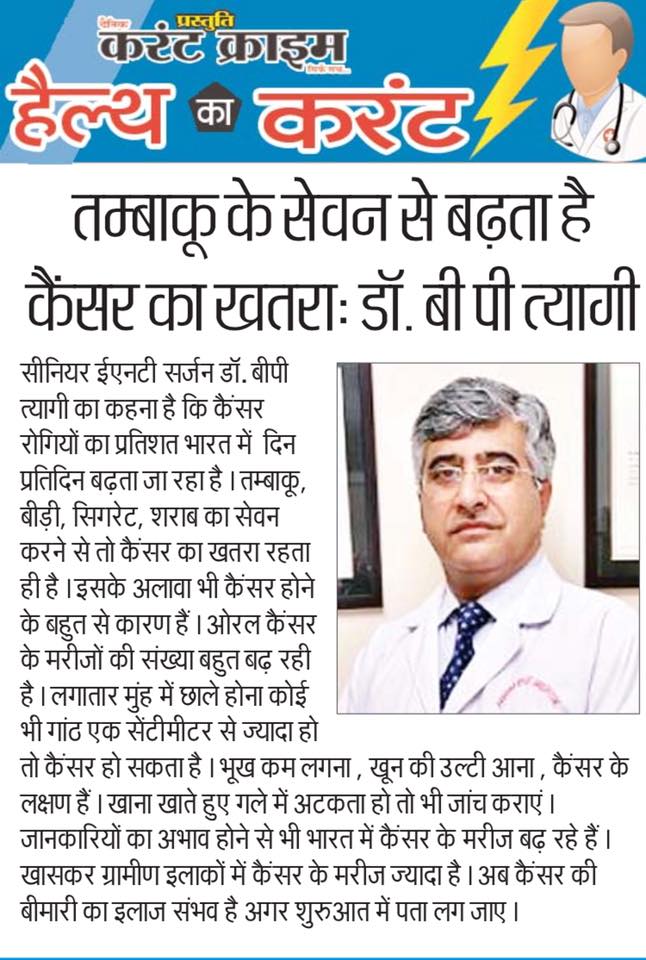 दैनिक
प्रस्तुति
करंट क्राइम
हैल्थ का करंट
तम्बाकू के सेवन से बढ़ता है
कैंसर का खतराः डॉ. बी पी त्यागी
सीनियर ईएनटी सर्जन डॉ. बीपी
त्यागी का कहना है कि कैंसर
रोगियों का प्रतिशत भारत में दिन
प्रतिदिन बढ़ता जा रहा है । तम्बाकू,
बीड़ी, सिगरेट, शराब का सेवन
करने से तो कैंसर का खतरा रहता
ही है । इसके अलावा भी कैंसर होने
के बहुत से कारण हैं । ओरल कैंसर
के मरीजों की संख्या बहुत बढ़ रही
है । लगातार मुंह में छाले होना कोई
भी गांठ एक सेंटीमीटर से ज्यादा हो
तो कैंसर हो सकता है । भूख कम लगना , खून की उल्टी आना , कैंसर के
लक्षण हैं । खाना खाते हुए गले में अटकता हो तो भी जांच कराएं ।
जानकारियों का अभाव होने से भी भारत में कैंसर के मरीज बढ़ रहे हैं ।
खासकर ग्रामीण इलाकों में कैंसर के मरीज ज्यादा है । अब कैंसर की
बीमारी का इलाज संभव है अगर शुरुआत में पता लग जाए ।